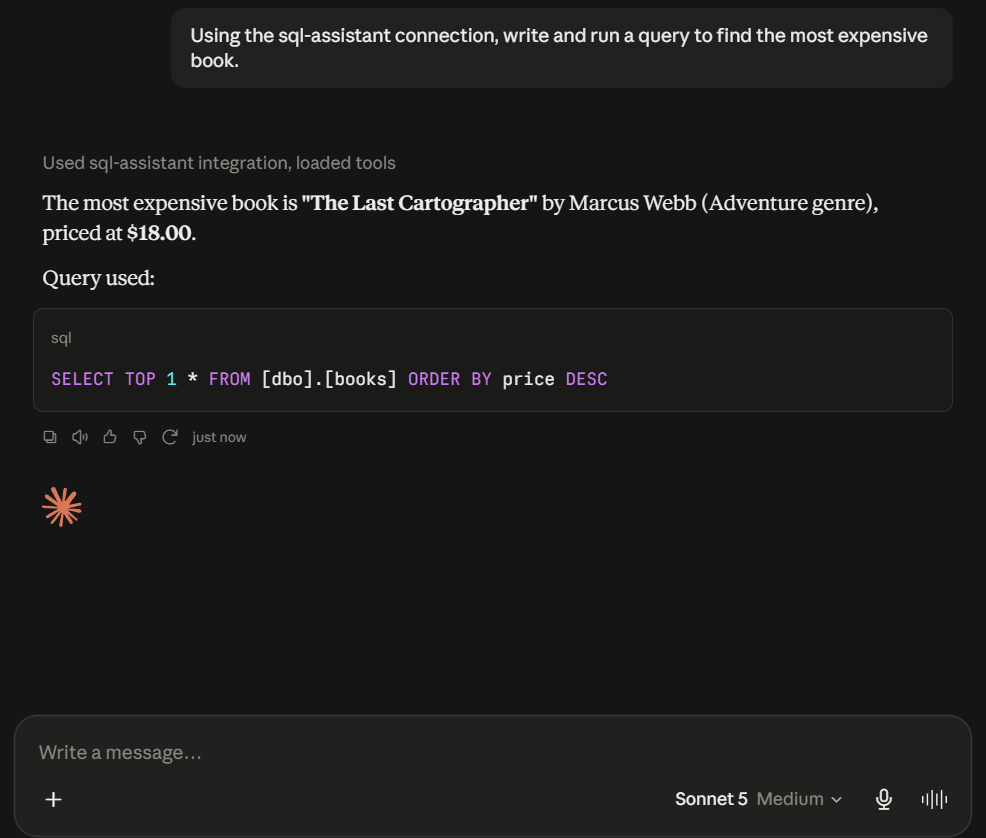 Using the sql-assistant connection, write and run a query to find the most expensive
book.
Used sql-assistant integration, loaded tools
The most expensive book is "The Last Cartographer" by Marcus Webb (Adventure genre),
priced at $18.00.
Query used:
sql
SELECT TOP 1 * FROM [dbo].[books] ORDER BY price DESC
just now
Write a message…
Sonnet 5 Medium